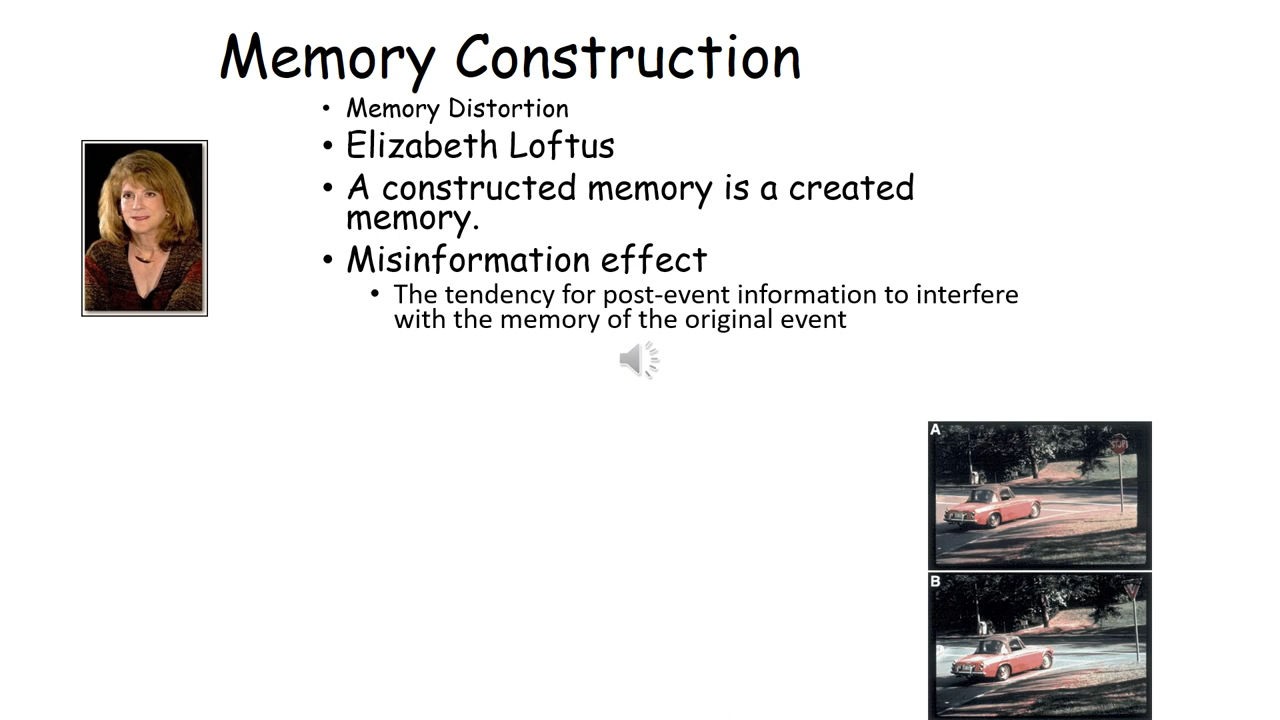 Memory Construction
• Memory Distortion
• Elizabeth Loftus
• A constructed memory is a created
memory.
• Misinformation effect
• The tendency for post-event information to interfere
with the memory of the original event
A
STOP
B